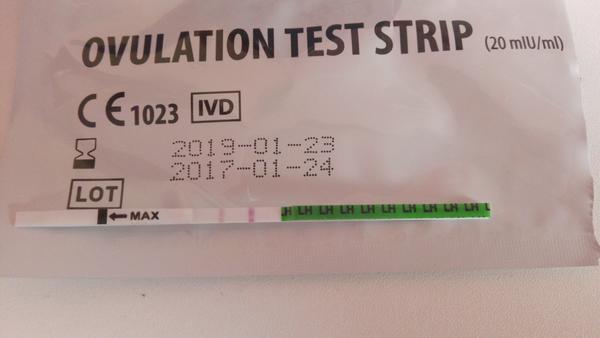 OVULATION TEST STRIP (20 mIU/ml)
CE 1023 IVD
2019-01-23
2017-01-24
LOT
MAX LH LH LH LH LH LH LH LH LH LH